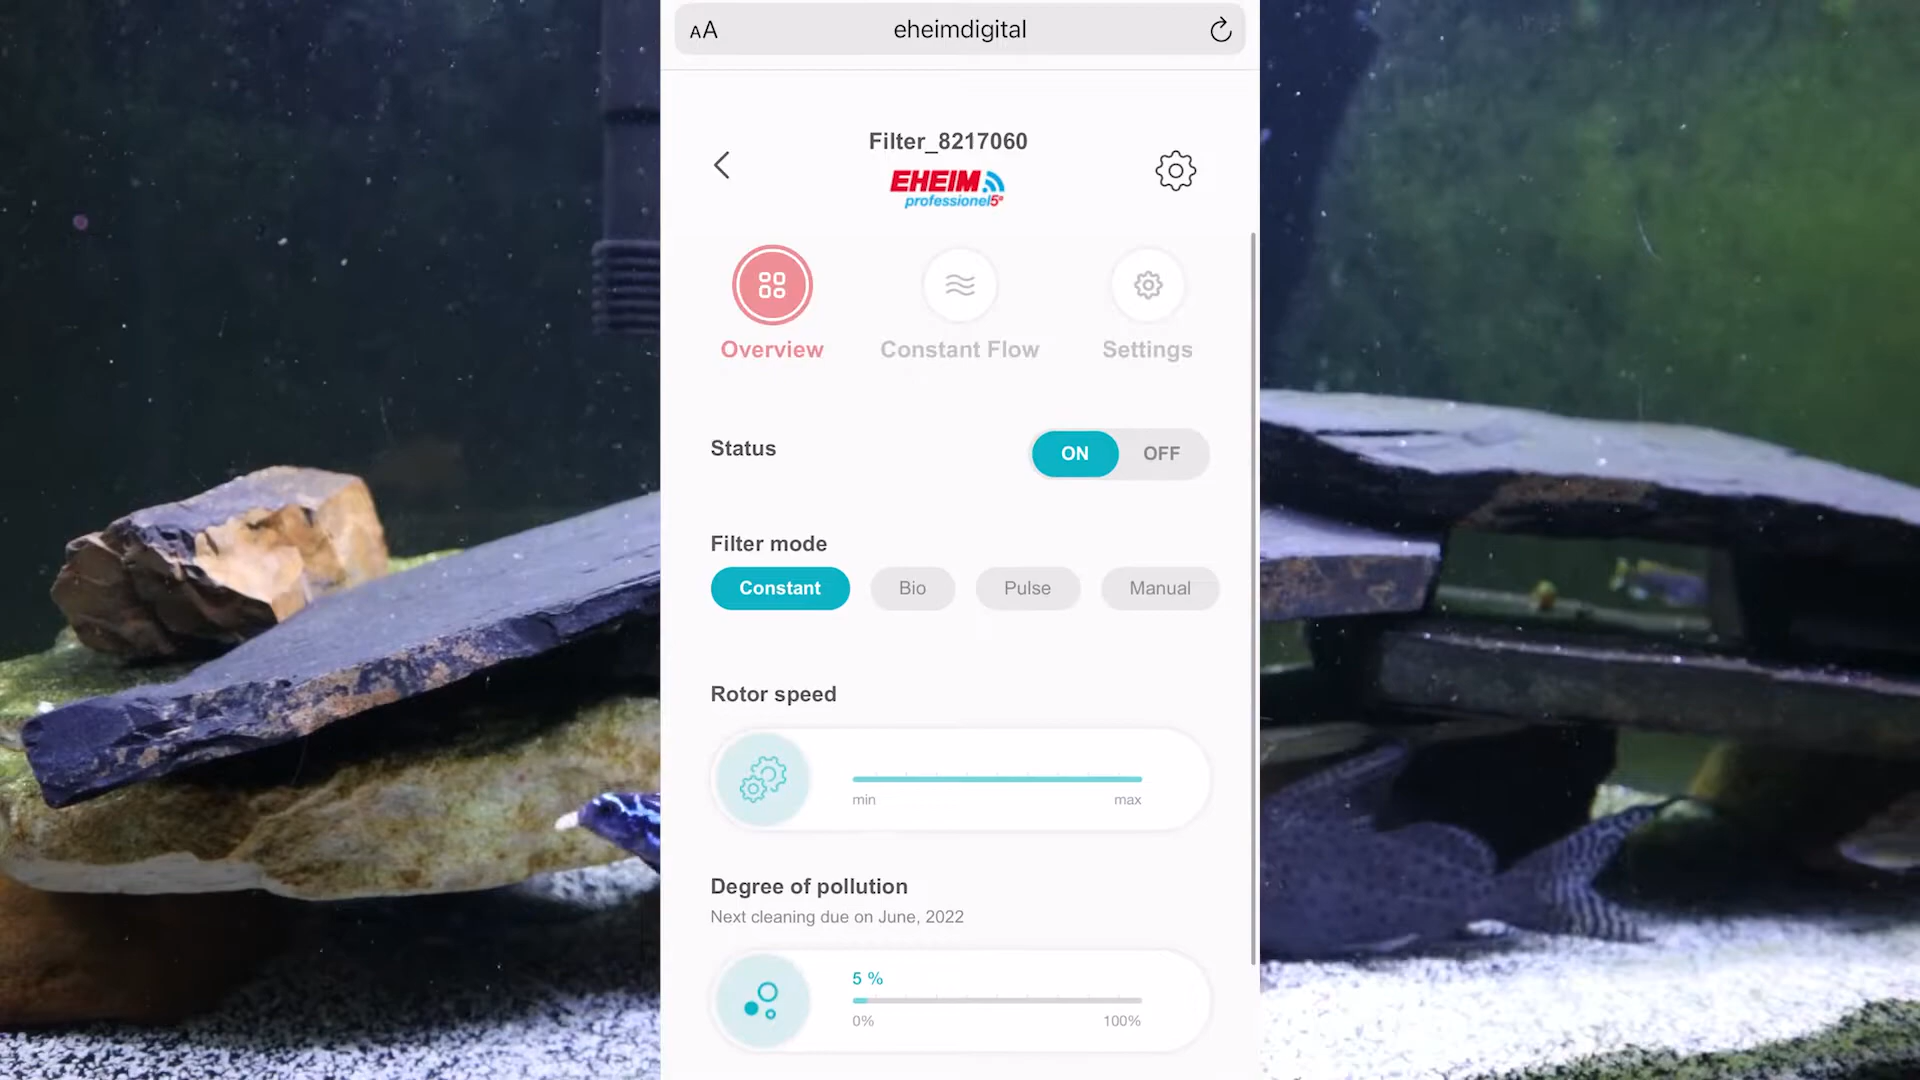 AA eheimdigital
Filter_8217060
EHEIM
professionel5e
Overview Constant Flow Settings
Status ON OFF
Filter mode
Constant Bio Pulse Manual
Rotor speed
min max
Degree of pollution
Next cleaning due on June, 2022
5 %
0% 100%